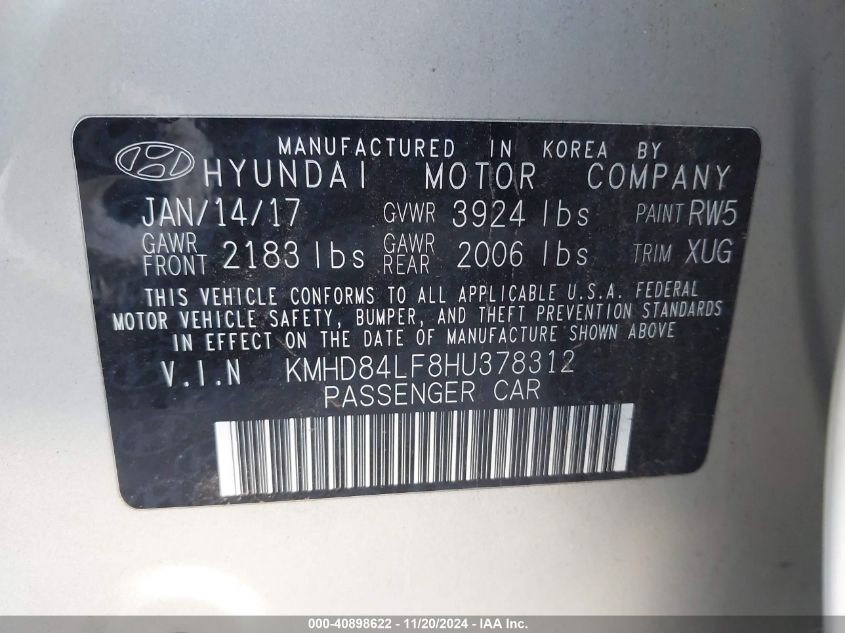 MANUFACTURED IN KOREA BY
HYUNDAI MOTOR COMPANY
JAN/14/17 GVWR 3924 lbs PAINT RW5
GAWR FRONT 2183 lbs GAWR REAR 2006 lbs TRIM XUG
THIS VEHICLE CONFORMS TO ALL APPLICABLE U.S.A. FEDERAL
MOTOR VEHICLE SAFETY, BUMPER, AND THEFT PREVENTION STANDARDS
IN EFFECT ON THE DATE OF MANUFACTURE SHOWN ABOVE.
V.I.N KMHD84LF8HU378312
PASSENGER CAR
000-40898622 - 11/20/2024 - IAA Inc.